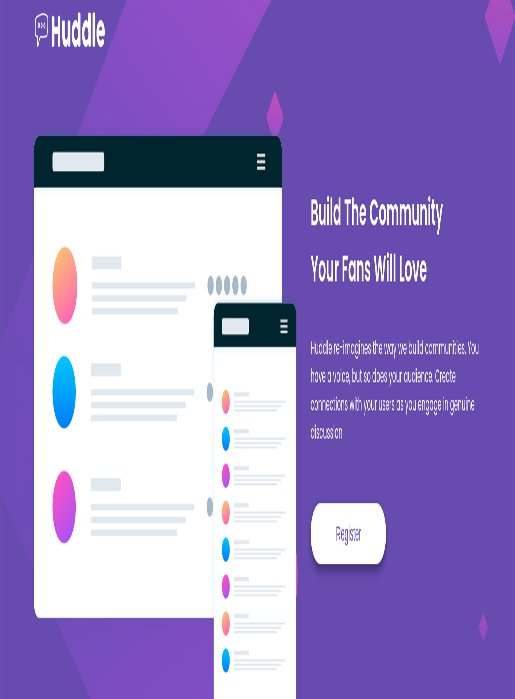 Huddle
Build The Community
Your Fans Will Love
Huddle re-imagines the way we build communities. You
have a voice, but so does your audience. Create
connections with your users as you engage in genuine
discussion
Register